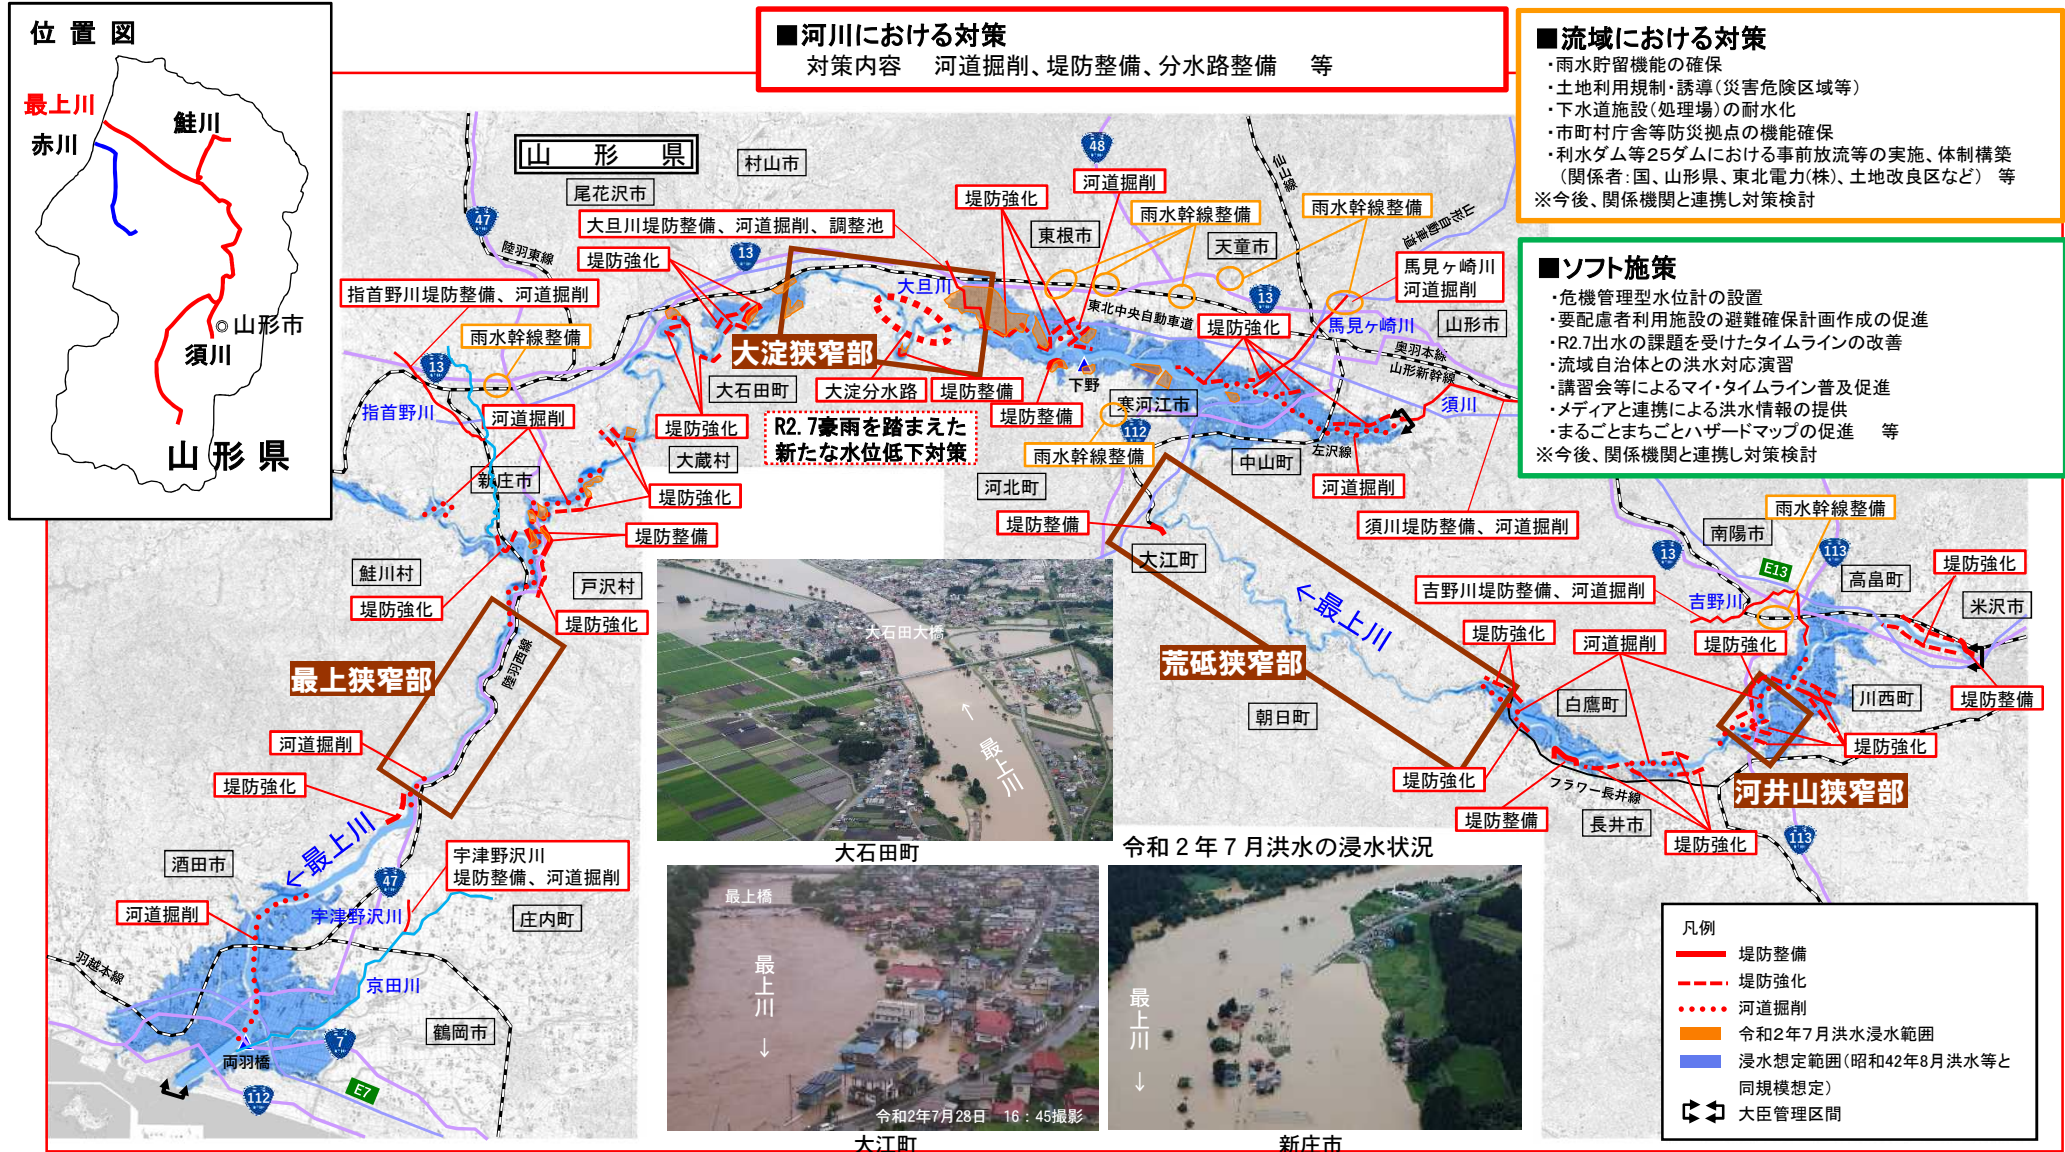 位置図
最上川
赤川
鮭川
山形市
須川
山形県
■河川における対策
対策内容 河道掘削、堤防整備、分水路整備 等
■流域における対策
・雨水貯留機能の確保
・土地利用規制・誘導(災害危険区域等)
・下水道施設(処理場)の耐水化
・市町村庁舎等防災拠点の機能確保
・利水ダム等25ダムにおける事前放流等の実施、体制構築
(関係者:国、山形県、東北電力(株)、土地改良区など) 等
※今後、関係機関と連携し対策検討
■ソフト施策
・危機管理型水位計の設置
・要配慮者利用施設の避難確保計画作成の促進
・R2.7出水の課題を受けたタイムラインの改善
・流域自治体との洪水対応演習
・講習会等によるマイ・タイムライン普及促進
・メディアと連携による洪水情報の提供
・まるごとまちごとハザードマップの促進 等
※今後、関係機関と連携し対策検討
山形県
村山市
尾花沢市
48
河道掘削
堤防強化
雨水幹線整備
雨水幹線整備
仙山線
山形自動車道
47
陸羽東線
大旦川堤防整備、河道掘削、調整池
東根市
天童市
13
堤防強化
馬見ヶ崎川
河道掘削
指首野川堤防整備、河道掘削
大旦川
13
東北中央自動車道
堤防強化
馬見ヶ崎川
山形市
雨水幹線整備
大淀狭窄部
奥羽本線
山形新幹線
13
下野
大石田町
大淀分水路
堤防整備
須川
指首野川
河道掘削
堤防強化
R2.7豪雨を踏まえた
新たな水位低下対策
堤防整備
寒河江市
112
雨水幹線整備
左沢線
大蔵村
中山町
新庄市
堤防強化
河北町
河道掘削
堤防整備
堤防整備
須川堤防整備、河道掘削
雨水幹線整備
南陽市
13
113
E13
高畠町
堤防強化
米沢市
大江町
鮭川村
戸沢村
堤防強化
堤防強化
吉野川堤防整備、河道掘削
吉野川
←最上川
堤防強化
河道掘削
堤防強化
荒砥狭窄部
最上狭窄部
陸羽西線
朝日町
白鷹町
川西町
堤防整備
堤防強化
河道掘削
堤防強化
堤防強化
フラワー長井線
河井山狭窄部
堤防整備
長井市
堤防強化
113
←最上川
酒田市
47
宇津野沢川
堤防整備、河道掘削
河道掘削
宇津野沢川
庄内町
羽越本線
京田川
鶴岡市
両羽橋
7
E7
112
大石田大橋
←
最上川
大石田町
令和2年7月洪水の浸水状況
最上橋
最上川
↓
令和2年7月28日 16:45撮影
大江町
最上川
↓
新庄市
凡例
堤防整備
堤防強化
河道掘削
令和2年7月洪水浸水範囲
浸水想定範囲(昭和42年8月洪水等と
同規模想定)
大臣管理区間